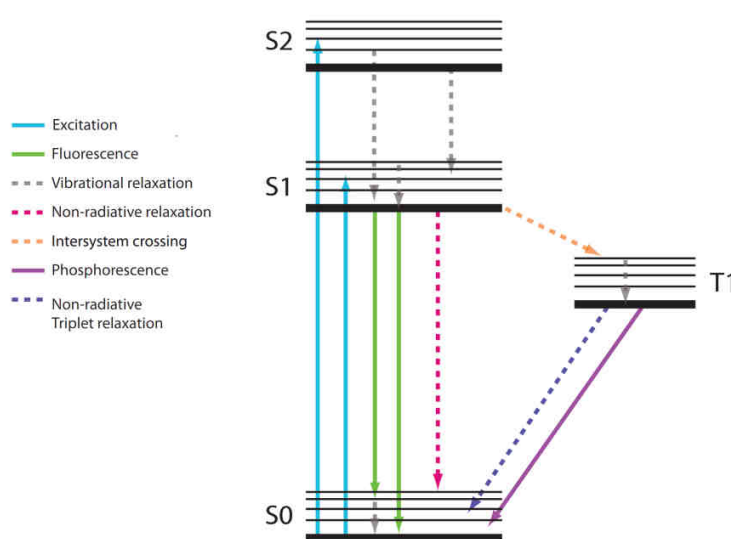 S2
Excitation
Fluorescence
Vibrational relaxation
S1
Non-radiative relaxation
Intersystem crossing
Phosphorescence
T1
Non-radiative
Triplet relaxation
S0